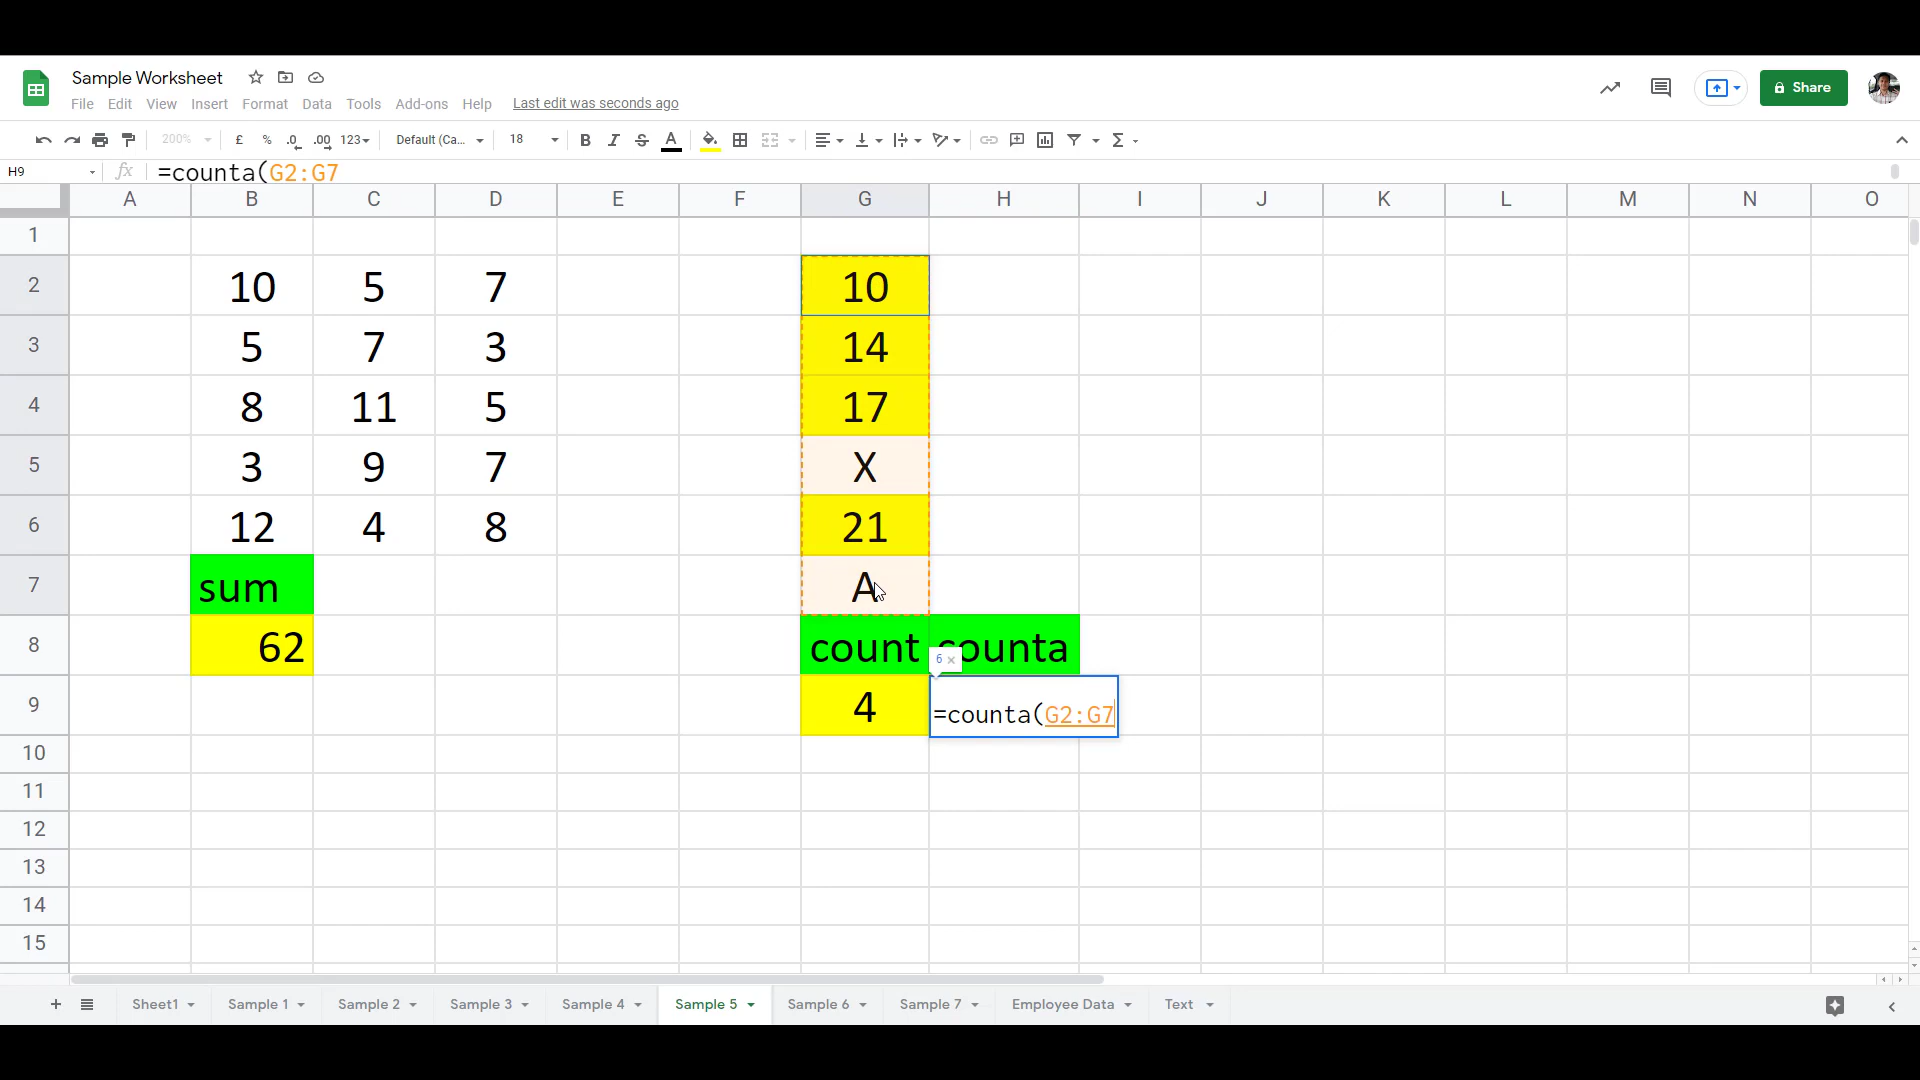 Sample Worksheet
File Edit View Insert Format Data Tools Add-ons Help Last edit was seconds ago
Share
200% £ % .0 .00 123 Default (Ca... 18 B I S A Σ
H9 fx =counta(G2:G7
A B C D E F G H I J K L M N O
1
2 10 5 7 10
3 5 7 3 14
4 8 11 5 17
5 3 9 7 X
6 12 4 8 21
7 sum A
8 62 count counta
6 ×
9 4 =counta(G2:G7
10
11
12
13
14
15
+ Sheet1 Sample 1 Sample 2 Sample 3 Sample 4 Sample 5 Sample 6 Sample 7 Employee Data Text